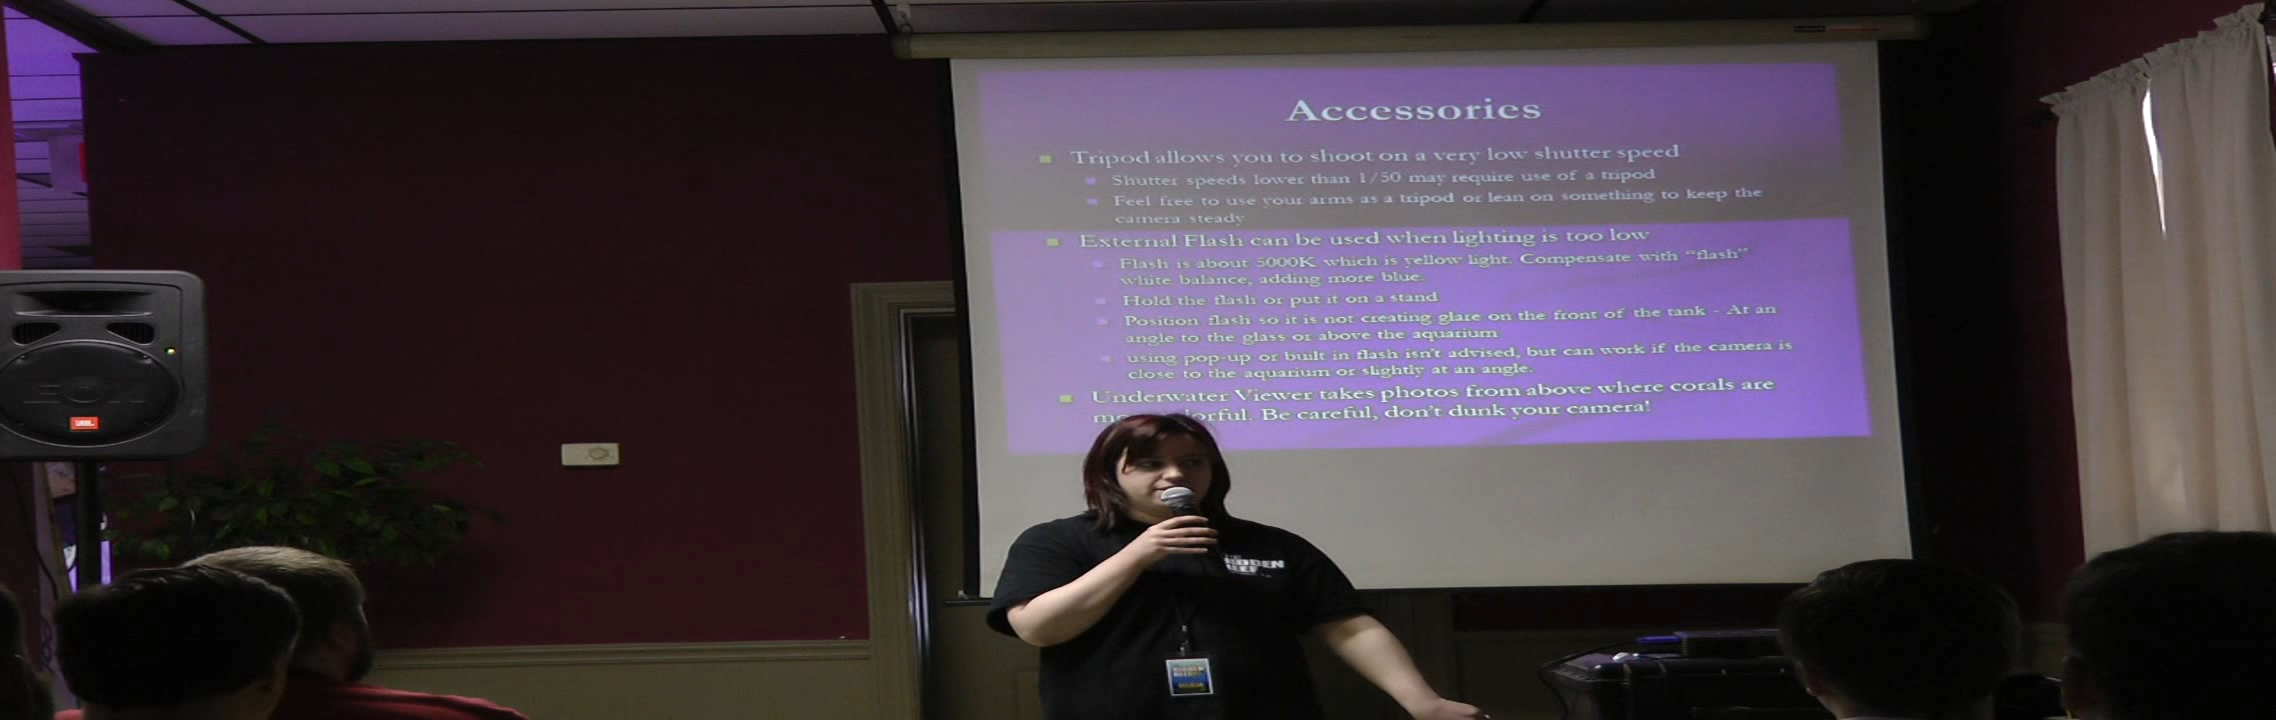 Accessories
Tripod allows you to shoot on a very low shutter speed
Shutter speeds lower than 1/50 may require use of a tripod
Feel free to use your arms as a tripod or lean on something to keep the
camera steady
External Flash can be used when lighting is too low
Flash is about 5000K which is yellow light. Compensate with “flash”
white balance, adding more blue.
Hold the flash or put it on a stand
Position flash so it is not creating glare on the front of the tank - At an
angle to the glass or above the aquarium
using pop-up or built in flash isn't advised, but can work if the camera is
close to the aquarium or slightly at an angle.
Underwater Viewer takes photos from above where corals are
Be careful, don't dunk your camera!
EON
JBL